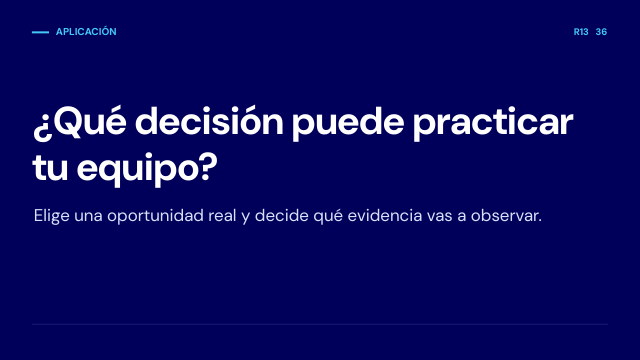 APLICACIÓN
R13 36
¿Qué decisión puede practicar
tu equipo?
Elige una oportunidad real y decide qué evidencia vas a observar.